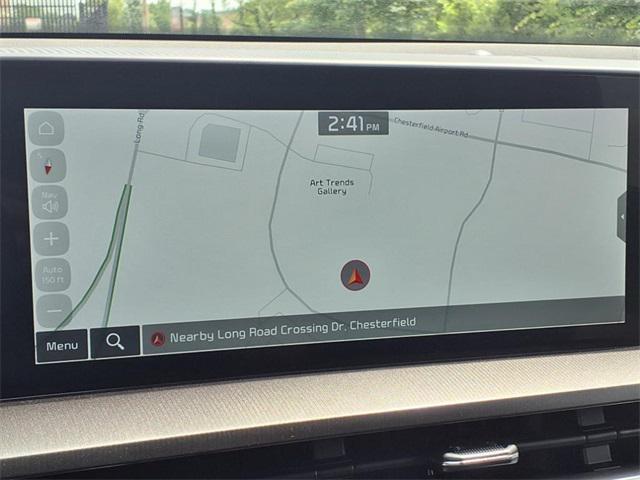 2:41 PM
Chesterfield Airport Rd
Long Rd
S
Art Trends
Gallery
Nav
Auto
150 ft
Nearby Long Road Crossing Dr, Chesterfield
Menu